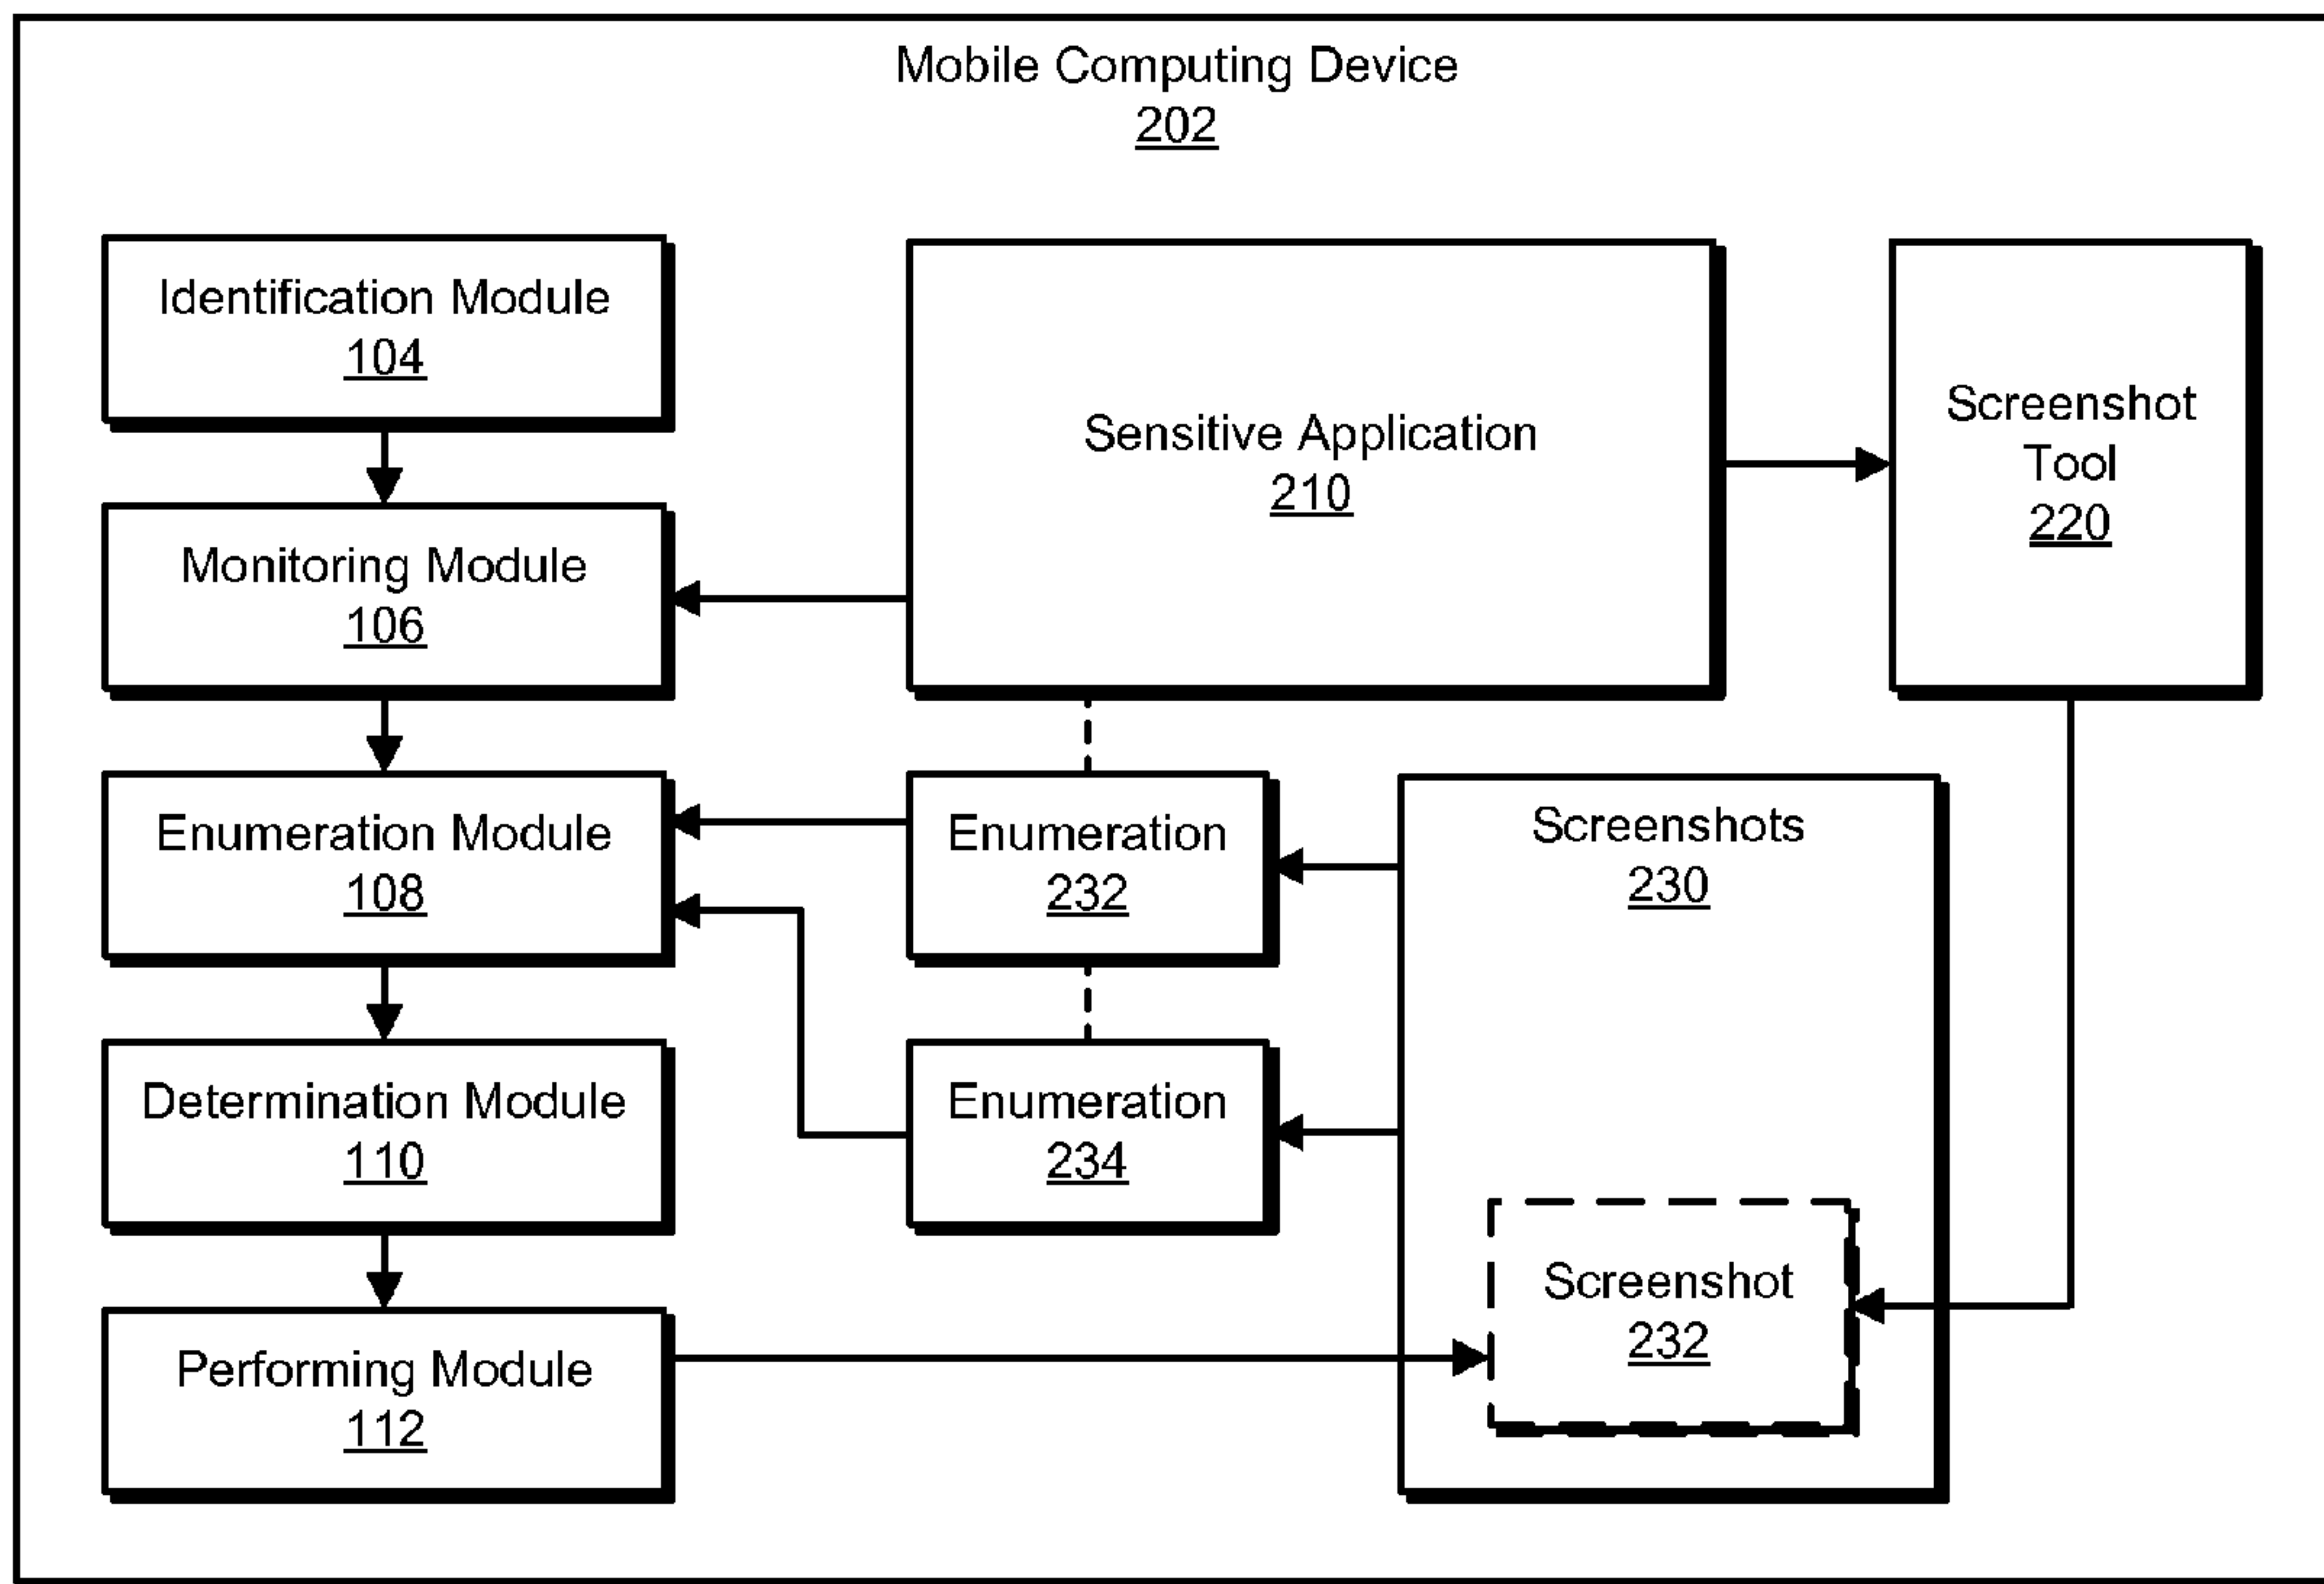 Mobile Computing Device
202
Identification Module
104
Sensitive Application
210
Screenshot
Tool
220
Monitoring Module
106
Enumeration Module
108
Enumeration
232
Screenshots
230
Determination Module
110
Enumeration
234
Screenshot
232
Performing Module
112